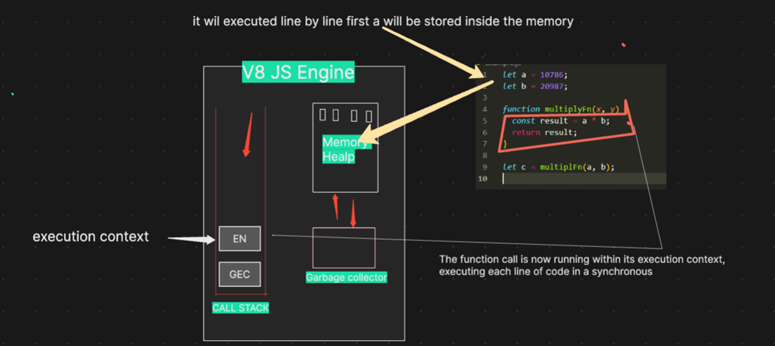 it wil executed line by line first a will be stored inside the memory
V8 JS Engine
Memory
Healp
execution context
EN
GEC
CALL STACK
Garbage collector
1 let a = 10786;
2 let b = 20987;
3
4 function multiplyFn(x, y)
5 const result = a * b;
6 return result;
7 }
8
9 let c = multiplFn(a, b);
10
The function call is now running within its execution context,
executing each line of code in a synchronous